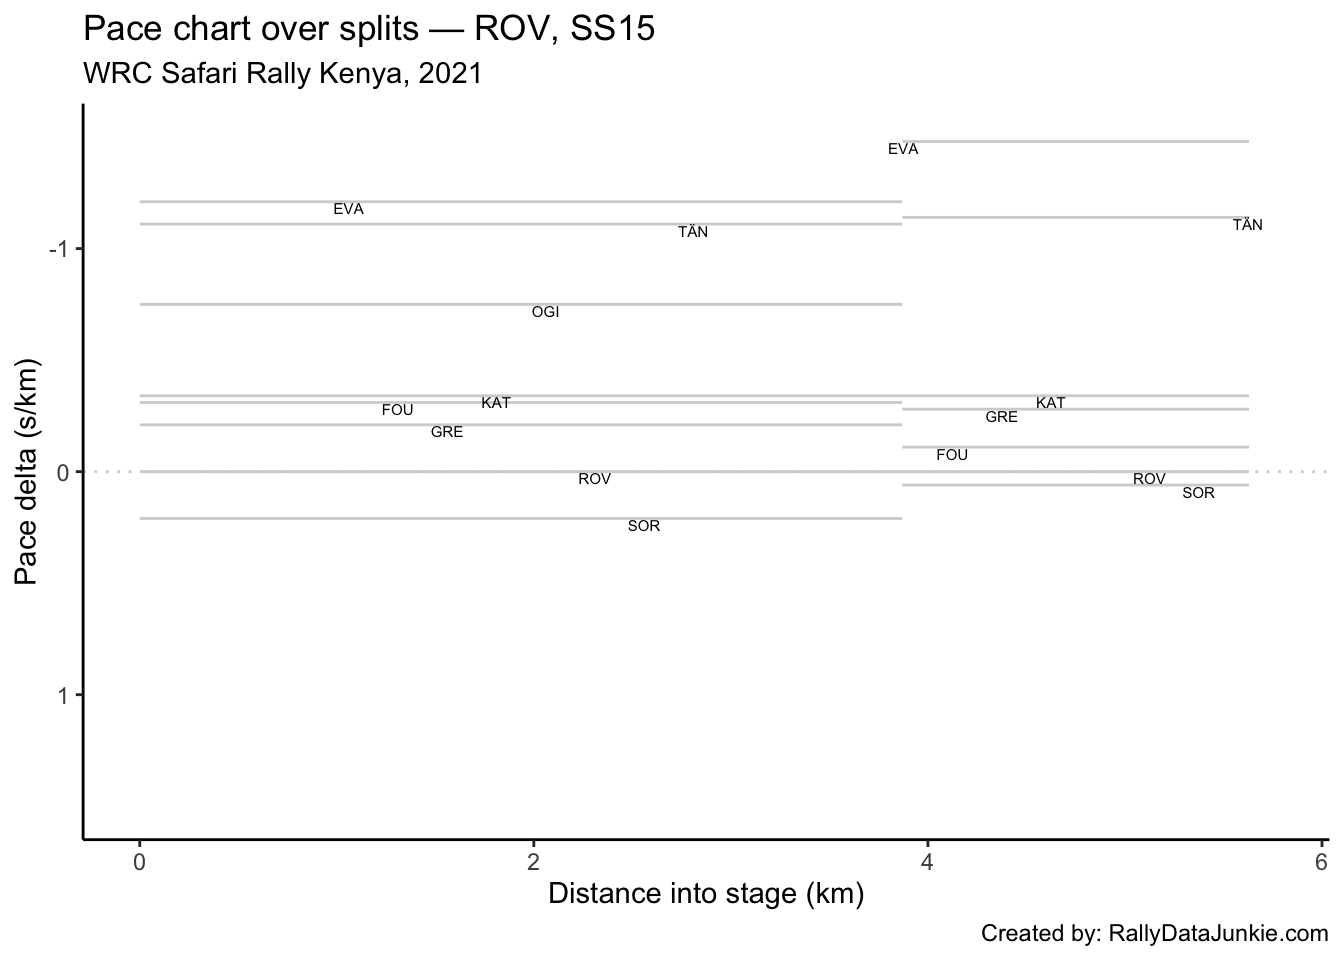 Pace chart over splits — ROV, SS15
WRC Safari Rally Kenya, 2021
EVA
EVA
TÄN
TÄN
-1
OGI
KAT
KAT
FOU
GRE
GRE
FOU
0
ROV
ROV
SOR
SOR
1
Pace delta (s/km)
0 2 4 6
Distance into stage (km)
Created by: RallyDataJunkie.com